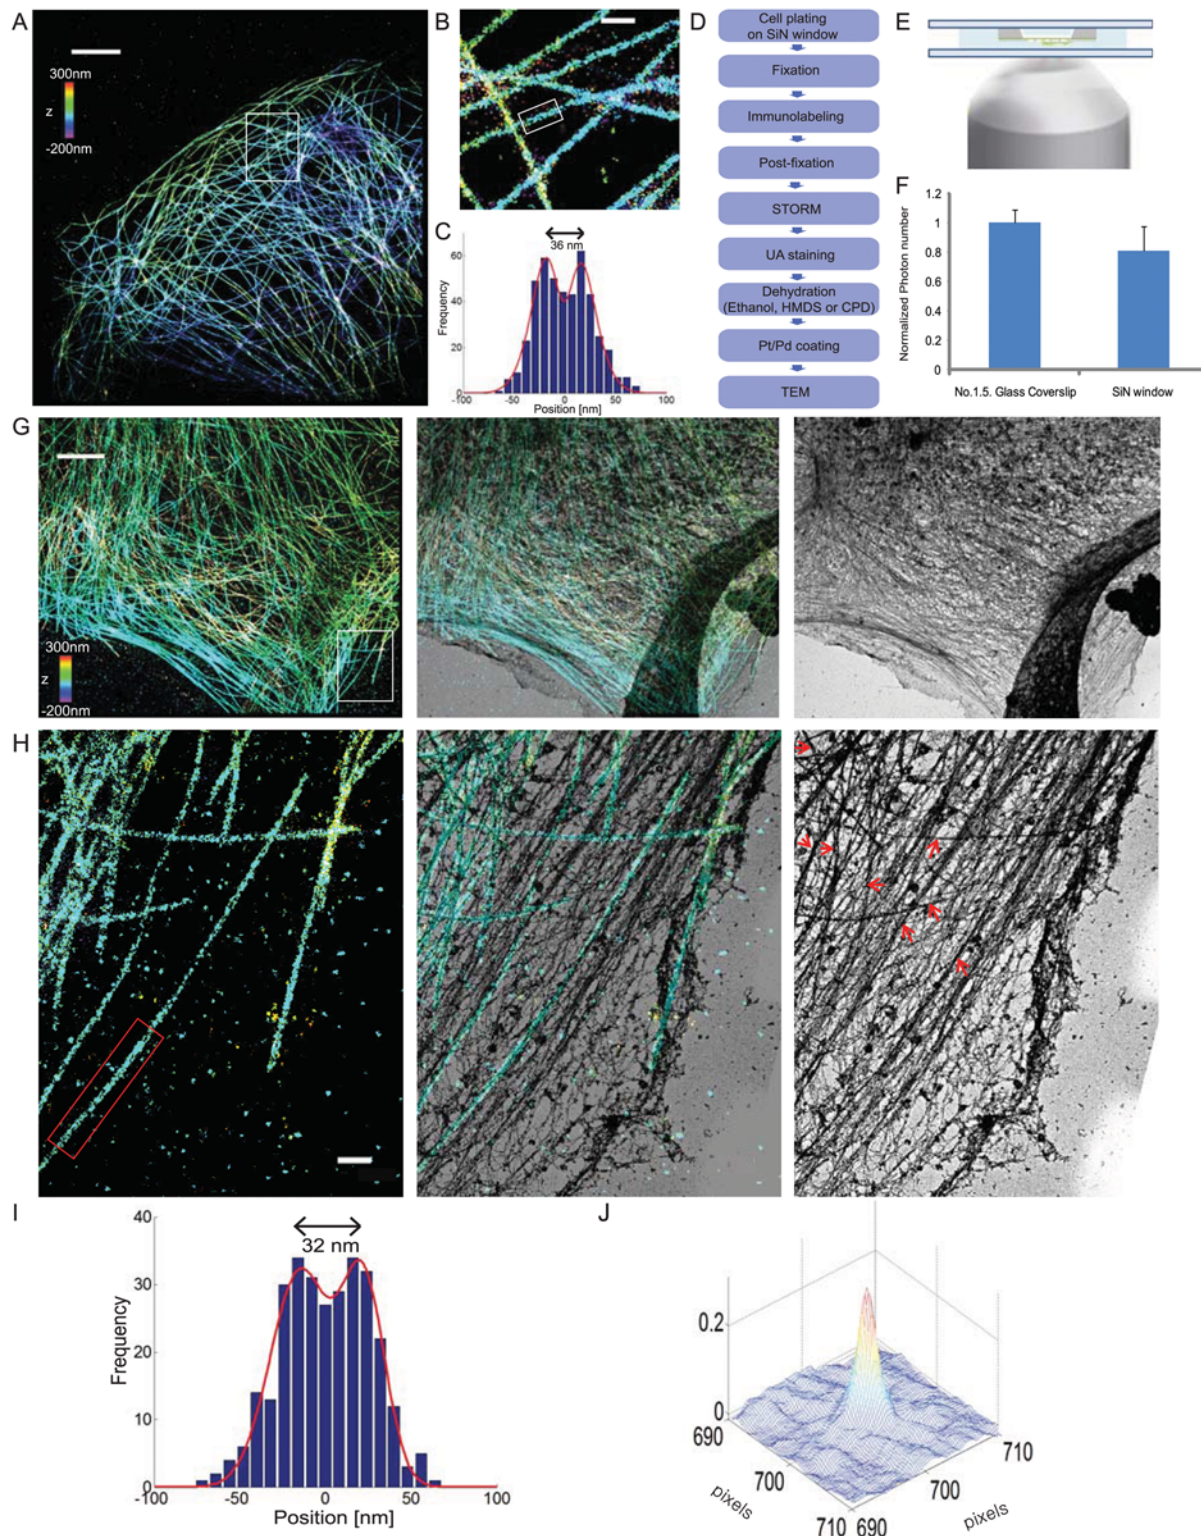 A
300nm
z
-200nm
B
C
36 nm
60
40
20
0
Frequency
-100
-50
0
50
100
Position [nm]
D
Cell plating
on SiN window
Fixation
Immunolabeling
Post-fixation
STORM
UA staining
Dehydration
(Ethanol, HMDS or CPD)
Pt/Pd coating
TEM
E
F
1.2
1
0.8
0.6
0.4
0.2
0
Normalized Photon number
No.1.5. Glass Coverslip
SiN window
G
300nm
z
-200nm
H
I
40
30
20
10
0
Frequency
32 nm
-100
-50
0
50
100
Position [nm]
J
0.2
0
690
700
710
pixels
690
700
710
pixels